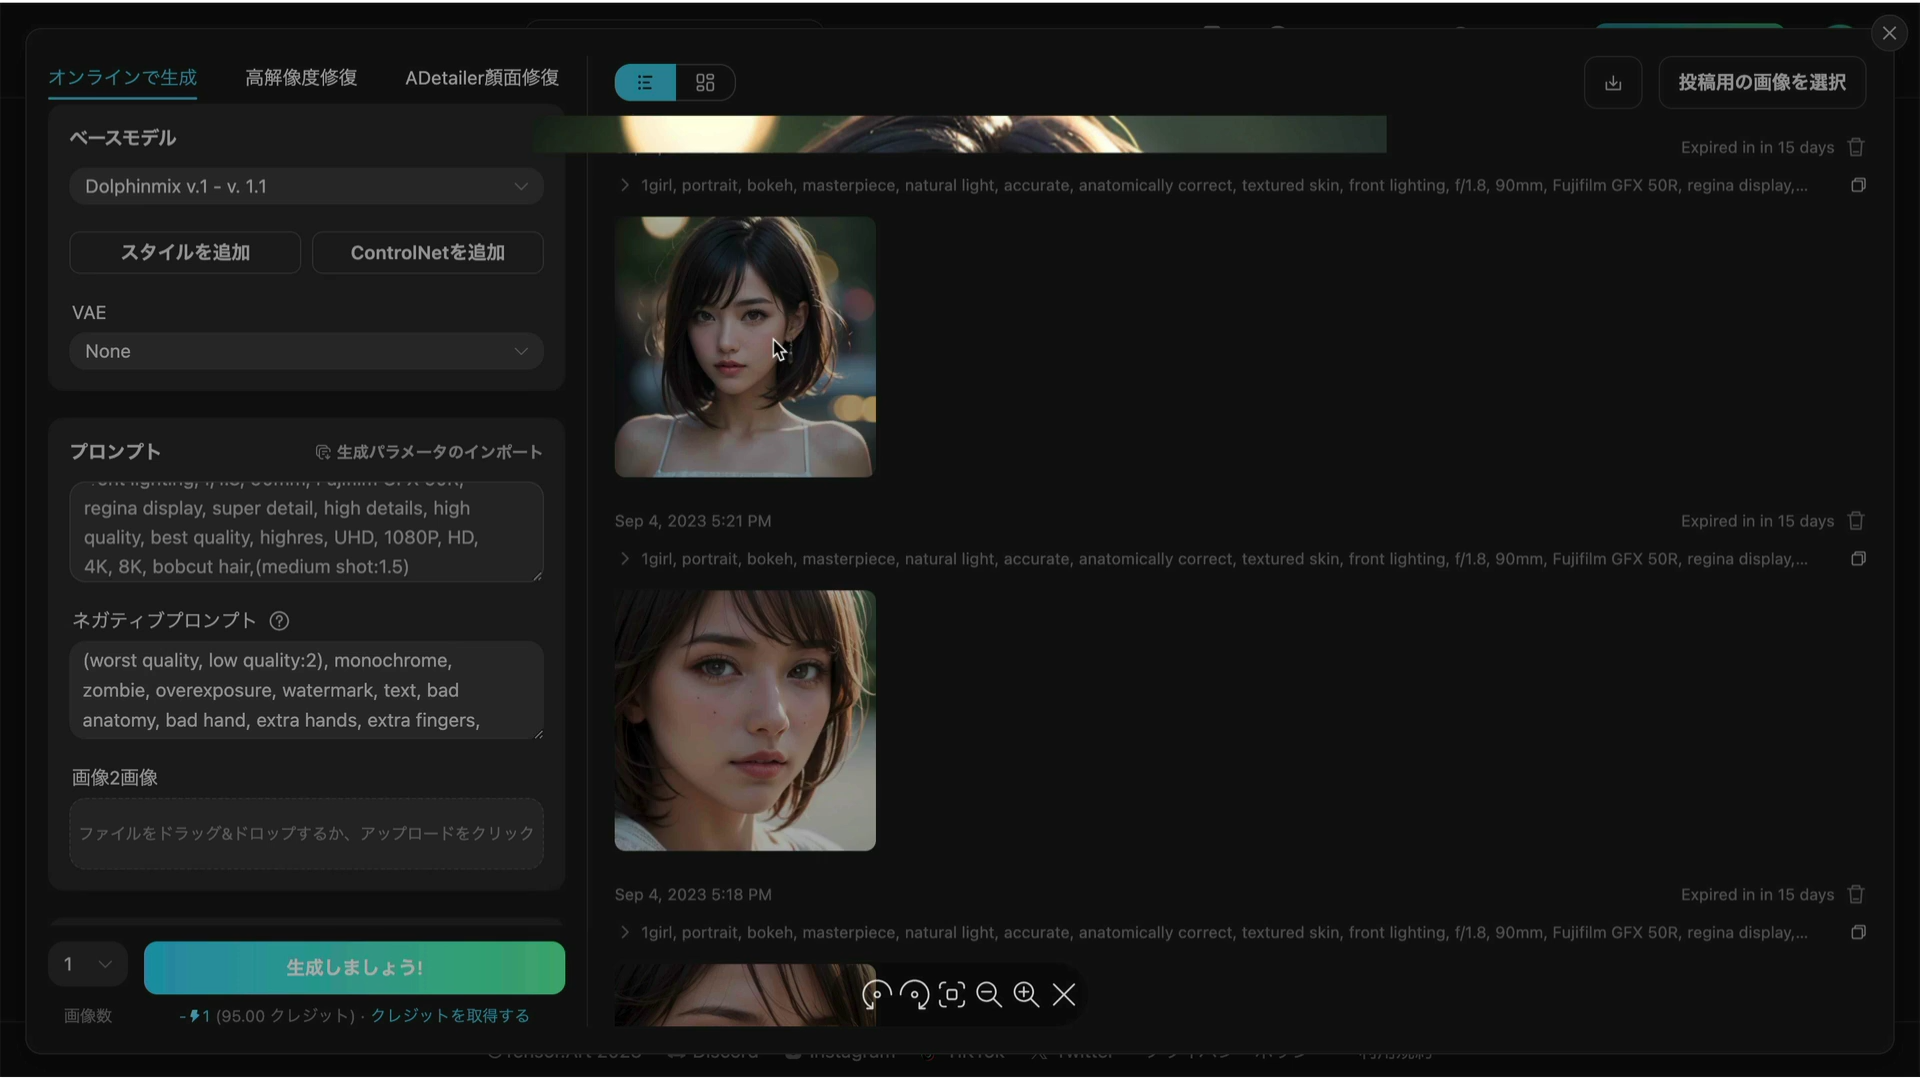 オンラインで生成
高解像度修復
ADetailer顔面修復
投稿用の画像を選択
ベースモデル
Dolphinmix v.1 - v. 1.1
スタイルを追加
ControlNetを追加
VAE
None
プロンプト
生成パラメータのインポート
regina display, super detail, high details, high
quality, best quality, highres, UHD, 1080P, HD,
4K, 8K, bobcut hair,(medium shot:1.5)
ネガティブプロンプト
(worst quality, low quality:2), monochrome,
zombie, overexposure, watermark, text, bad
anatomy, bad hand, extra hands, extra fingers,
画像2画像
ファイルをドラッグ&ドロップするか、アップロードをクリック
1
生成しましょう!
画像数
-1 (95.00 クレジット) · クレジットを取得する
Expired in in 15 days
1girl, portrait, bokeh, masterpiece, natural light, accurate, anatomically correct, textured skin, front lighting, f/1.8, 90mm, Fujifilm GFX 50R, regina display,...
Sep 4, 2023 5:21 PM
Expired in in 15 days
1girl, portrait, bokeh, masterpiece, natural light, accurate, anatomically correct, textured skin, front lighting, f/1.8, 90mm, Fujifilm GFX 50R, regina display,...
Sep 4, 2023 5:18 PM
Expired in in 15 days
1girl, portrait, bokeh, masterpiece, natural light, accurate, anatomically correct, textured skin, front lighting, f/1.8, 90mm, Fujifilm GFX 50R, regina display,...